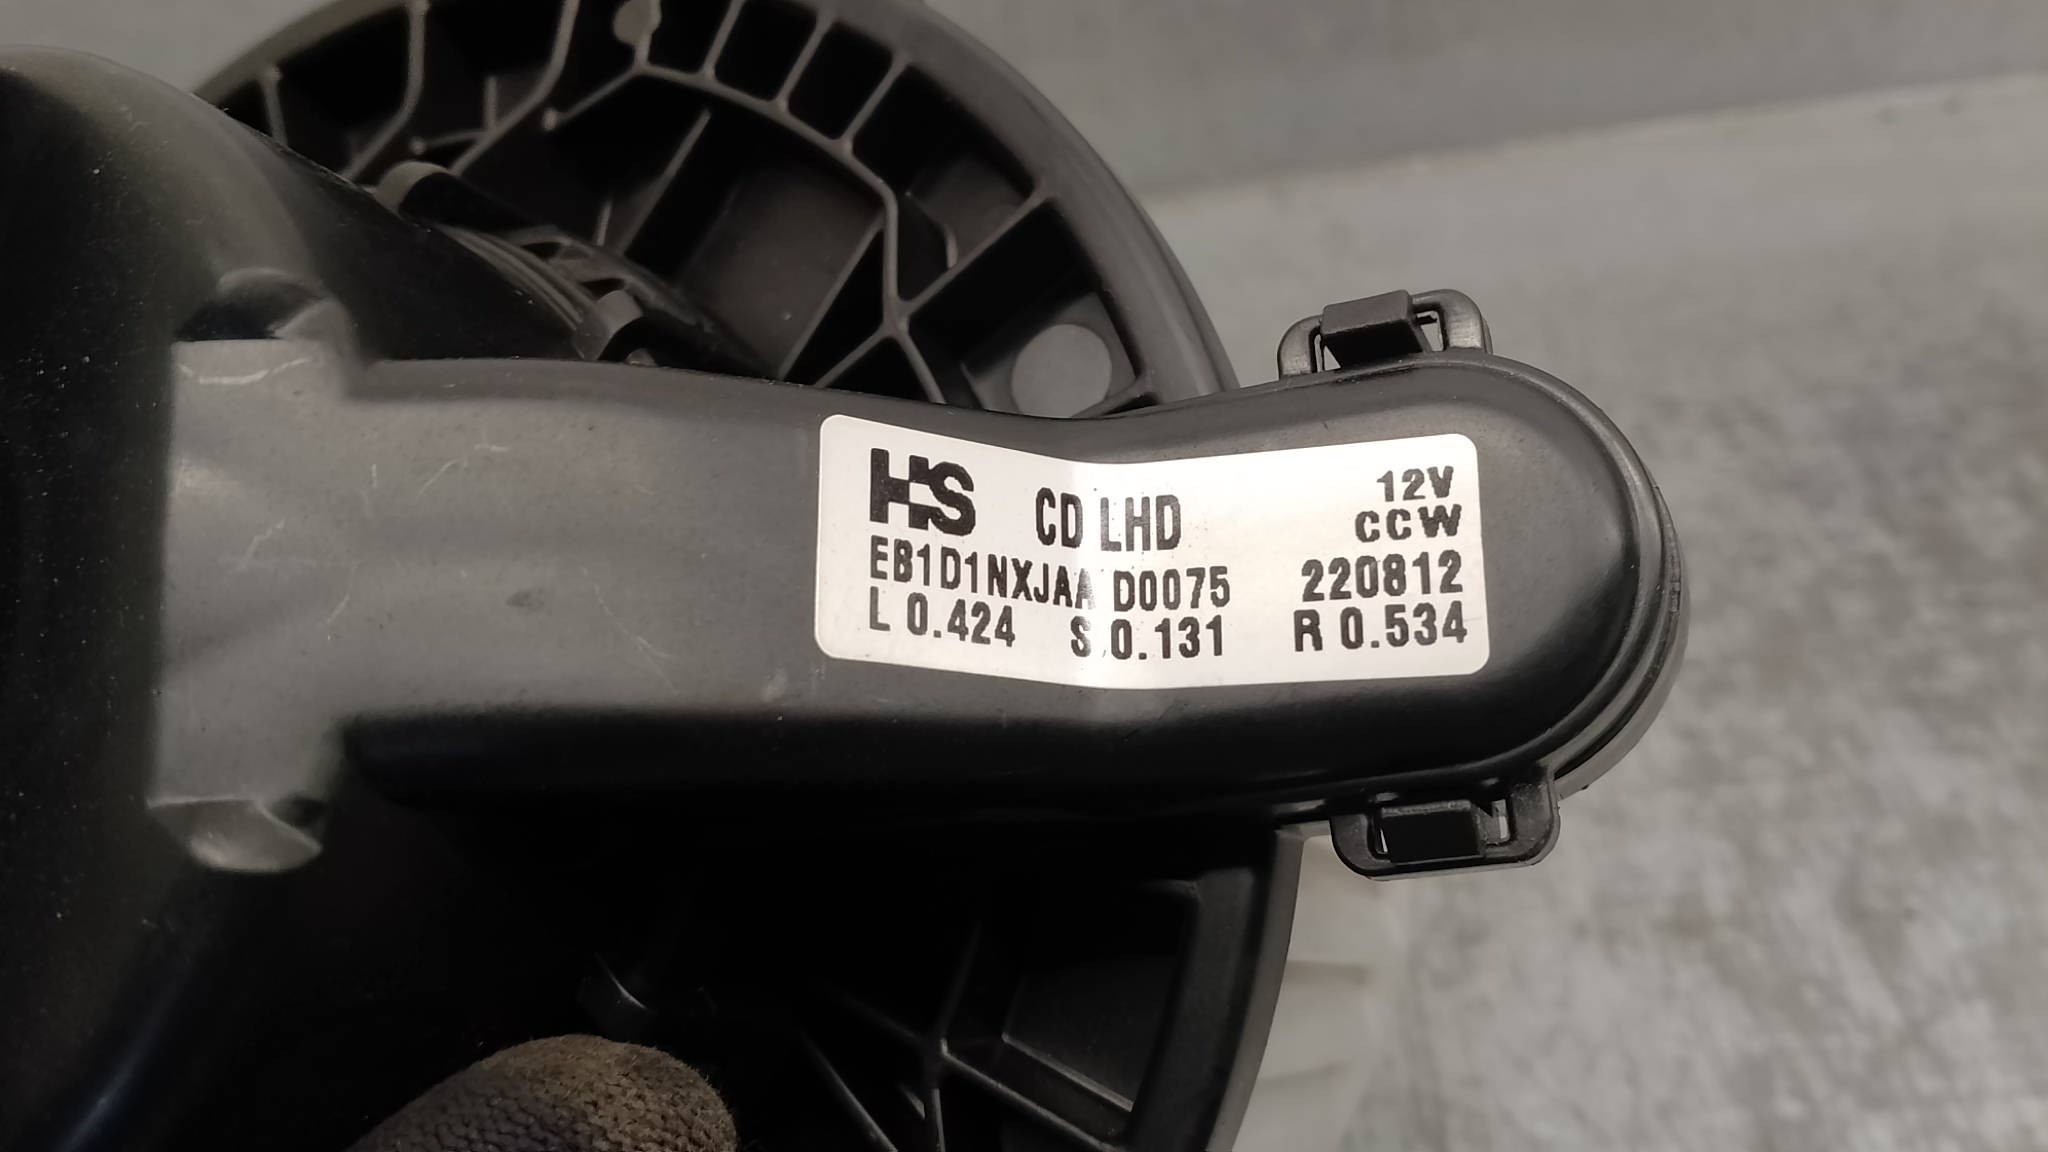 HS CD LHD 12V
CCW
EB1D1NXJAA D0075 220812
L 0.424 S 0.131 R 0.534